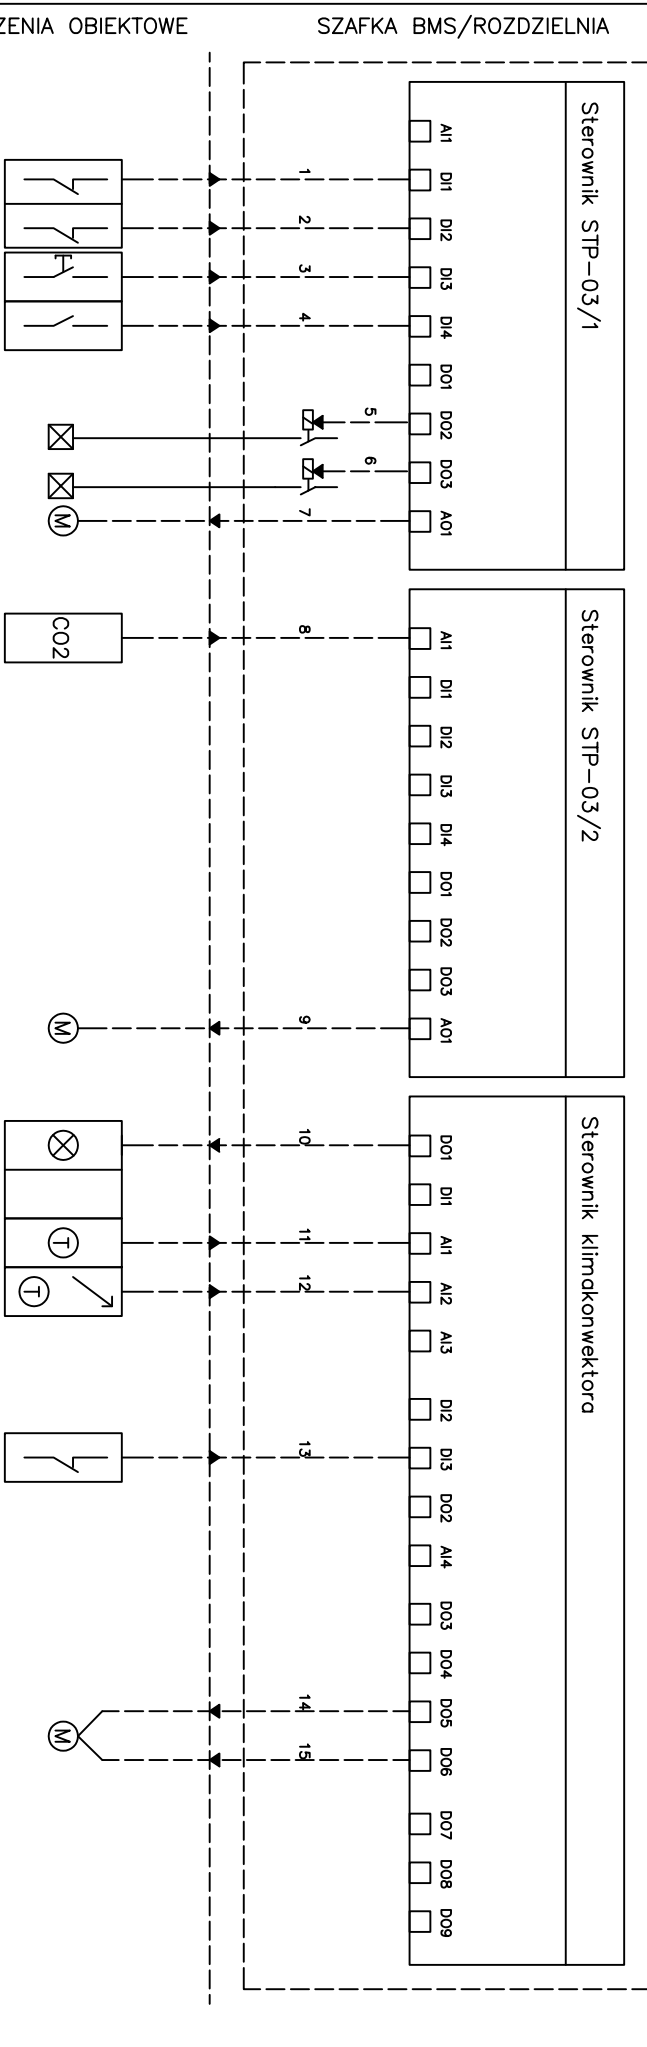 ZENIA OBIEKTOWE
SZAFKA BMS/ROZDZIELNIA
Sterownik STP-03/1
AI1
1
DI1
2
DI2
3
DI3
4
DI4
DO1
5
DO2
6
DO3
M
7
AO1
Sterownik STP-03/2
CO2
8
AI1
DI1
DI2
DI3
DI4
DO1
DO2
DO3
M
9
AO1
Sterownik klimakonwektora
10
DO1
DI1
T
11
AI1
T
12
AI2
AI3
DI2
13
DI3
DO2
AI4
DO3
DO4
14
DO5
M
15
DO6
DO7
DO8
DO9